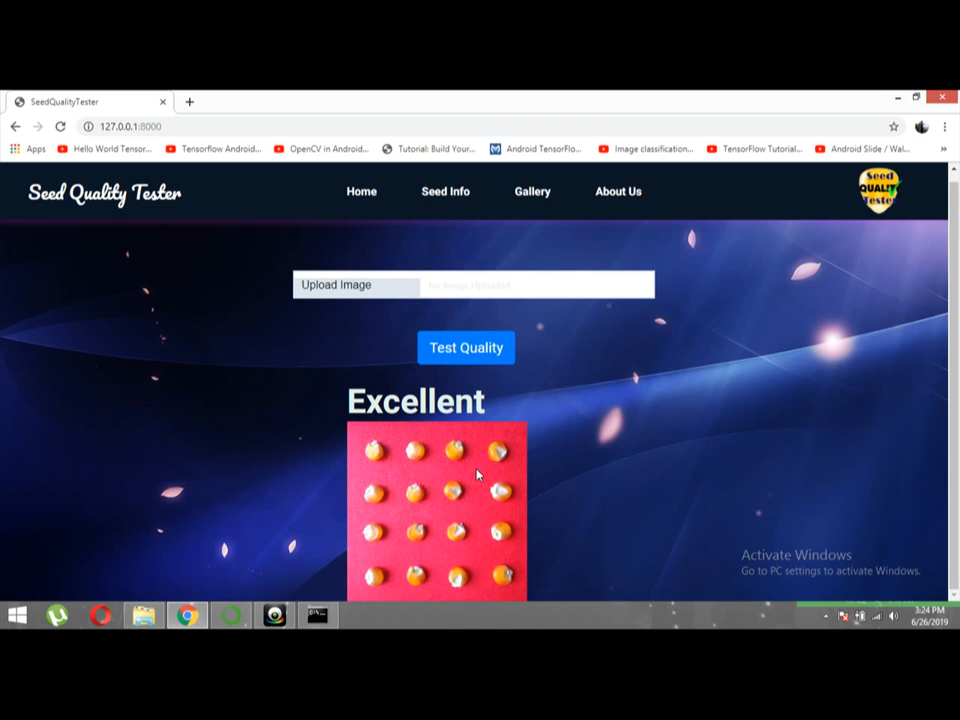 SeedQualityTester
127.0.0.1:8000
Apps
Hello World Tensor...
Tensorflow Android...
OpenCV in Android...
Tutorial: Build Your...
Android TensorFlo...
Image classification...
TensorFlow Tutorial...
Android Slide / Wal...
Seed Quality Tester
Home
Seed Info
Gallery
About Us
Seed
QUALITY
Tester
Upload Image
No Image Uploaded
Test Quality
Excellent
Activate Windows
Go to PC settings to activate Windows.
3:24 PM
6/26/2019